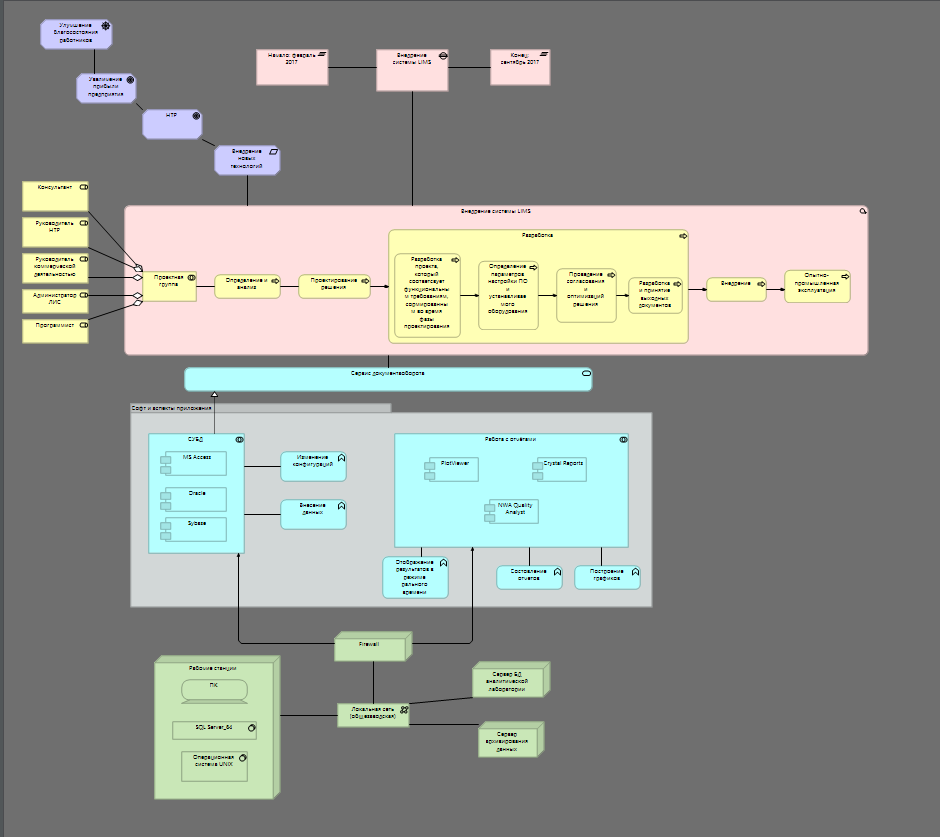 Улучшение
благосостояния
работников
Увеличение
прибыли
предприятия
НТР
Внедрение
новых
технологий
Начало: февраль
2017
Внедрение
системы LIMS
Конец:
сентябрь 2017
Консультант
Руководитель
НТР
Руководитель
коммерческой
деятельностью
Администратор
ЛИС
Программист
Внедрение системы LIMS
Проектная
группа
Определение и
анализ
Проектирование
решения
Разработка
Разработка
проекта,
который
соответсвует
функциональны
м требованиям,
сформированны
м во время
фазы
проектирования
Определение
параметров
настройки ПО
и
устанавливае
мого
оборудования
Проведение
согласования
и
оптимизаций
решения
Разработка
и принятие
выходных
документов
Внедрение
Опытно-
промышленная
эксплуатация
Сервис документооборота
Софт и аспекты приложения
СУБД
MS Access
Oracle
Sybase
Изменение
конфигураций
Внесение
данных
Работа с отчётами
PlotViewer
Crystal Reports
NWA Quality
Analyst
Отображение
результатов в
режиме
реального
времени
Составление
отчетов
Построение
графиков
Firewall
Рабочие станции
ПК
SQL Server_64
Операционная
система UNIX
Локальная сеть
(общезаводская)
Сервер БД
аналитической
лаборатории
Сервер
архивирования
данных